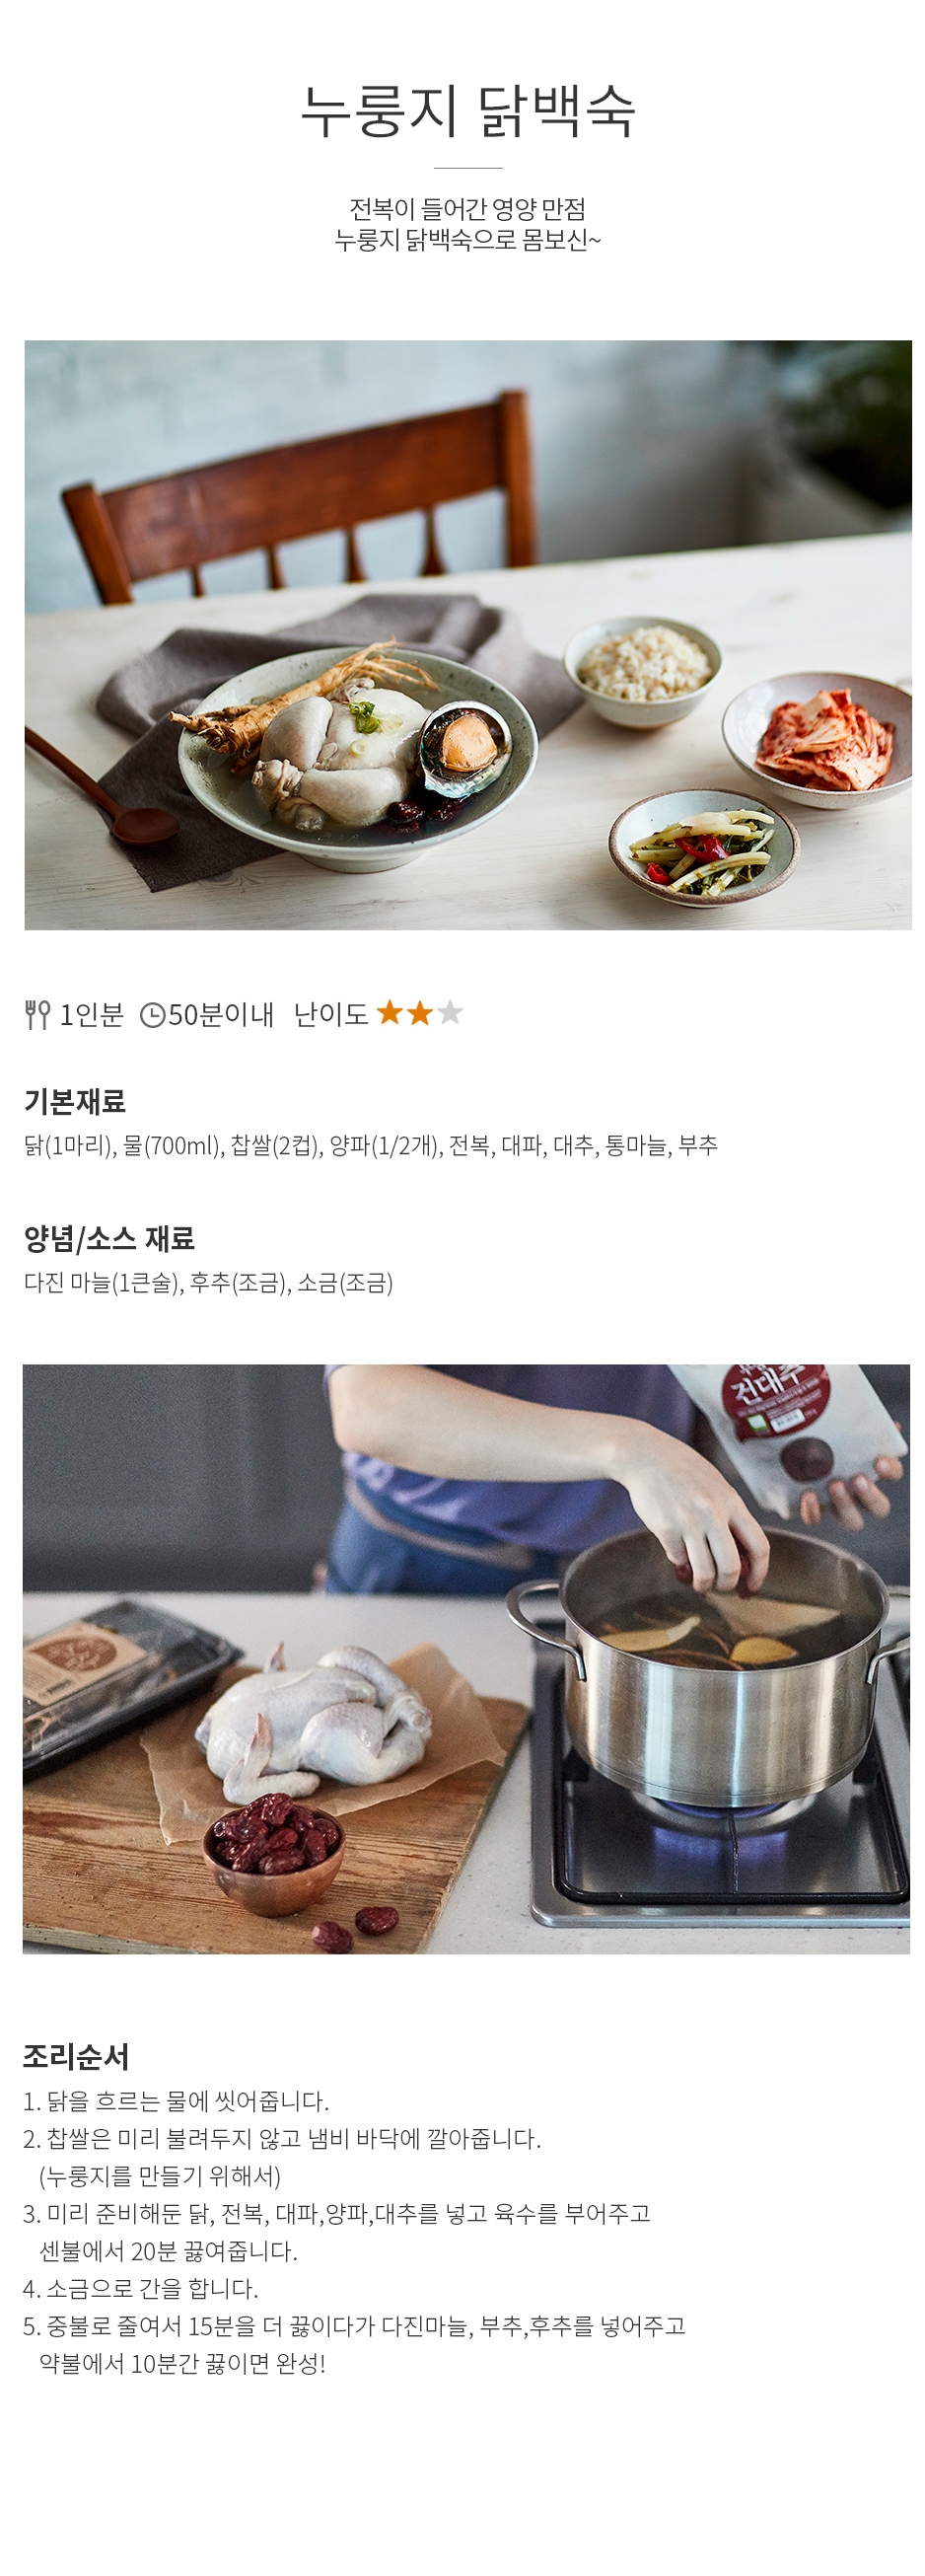 누룽지 닭백숙
전복이 들어간 영양 만점
누룽지 닭백숙으로 몸보신~
1인분 50분이내 난이도
기본재료
닭(1마리), 물(700ml), 찹쌀(2컵), 양파(1/2개), 전복, 대파, 대추, 통마늘, 부추
양념/소스 재료
다진 마늘(1큰술), 후추(조금), 소금(조금)
건대추
조리순서
1. 닭을 흐르는 물에 씻어줍니다.
2. 찹쌀은 미리 불려두지 않고 냄비 바닥에 깔아줍니다.
(누룽지를 만들기 위해서)
3. 미리 준비해둔 닭, 전복, 대파,양파,대추를 넣고 육수를 부어주고
센불에서 20분 끓여줍니다.
4. 소금으로 간을 합니다.
5. 중불로 줄여서 15분을 더 끓이다가 다진마늘, 부추,후추를 넣어주고
약불에서 10분간 끓이면 완성!